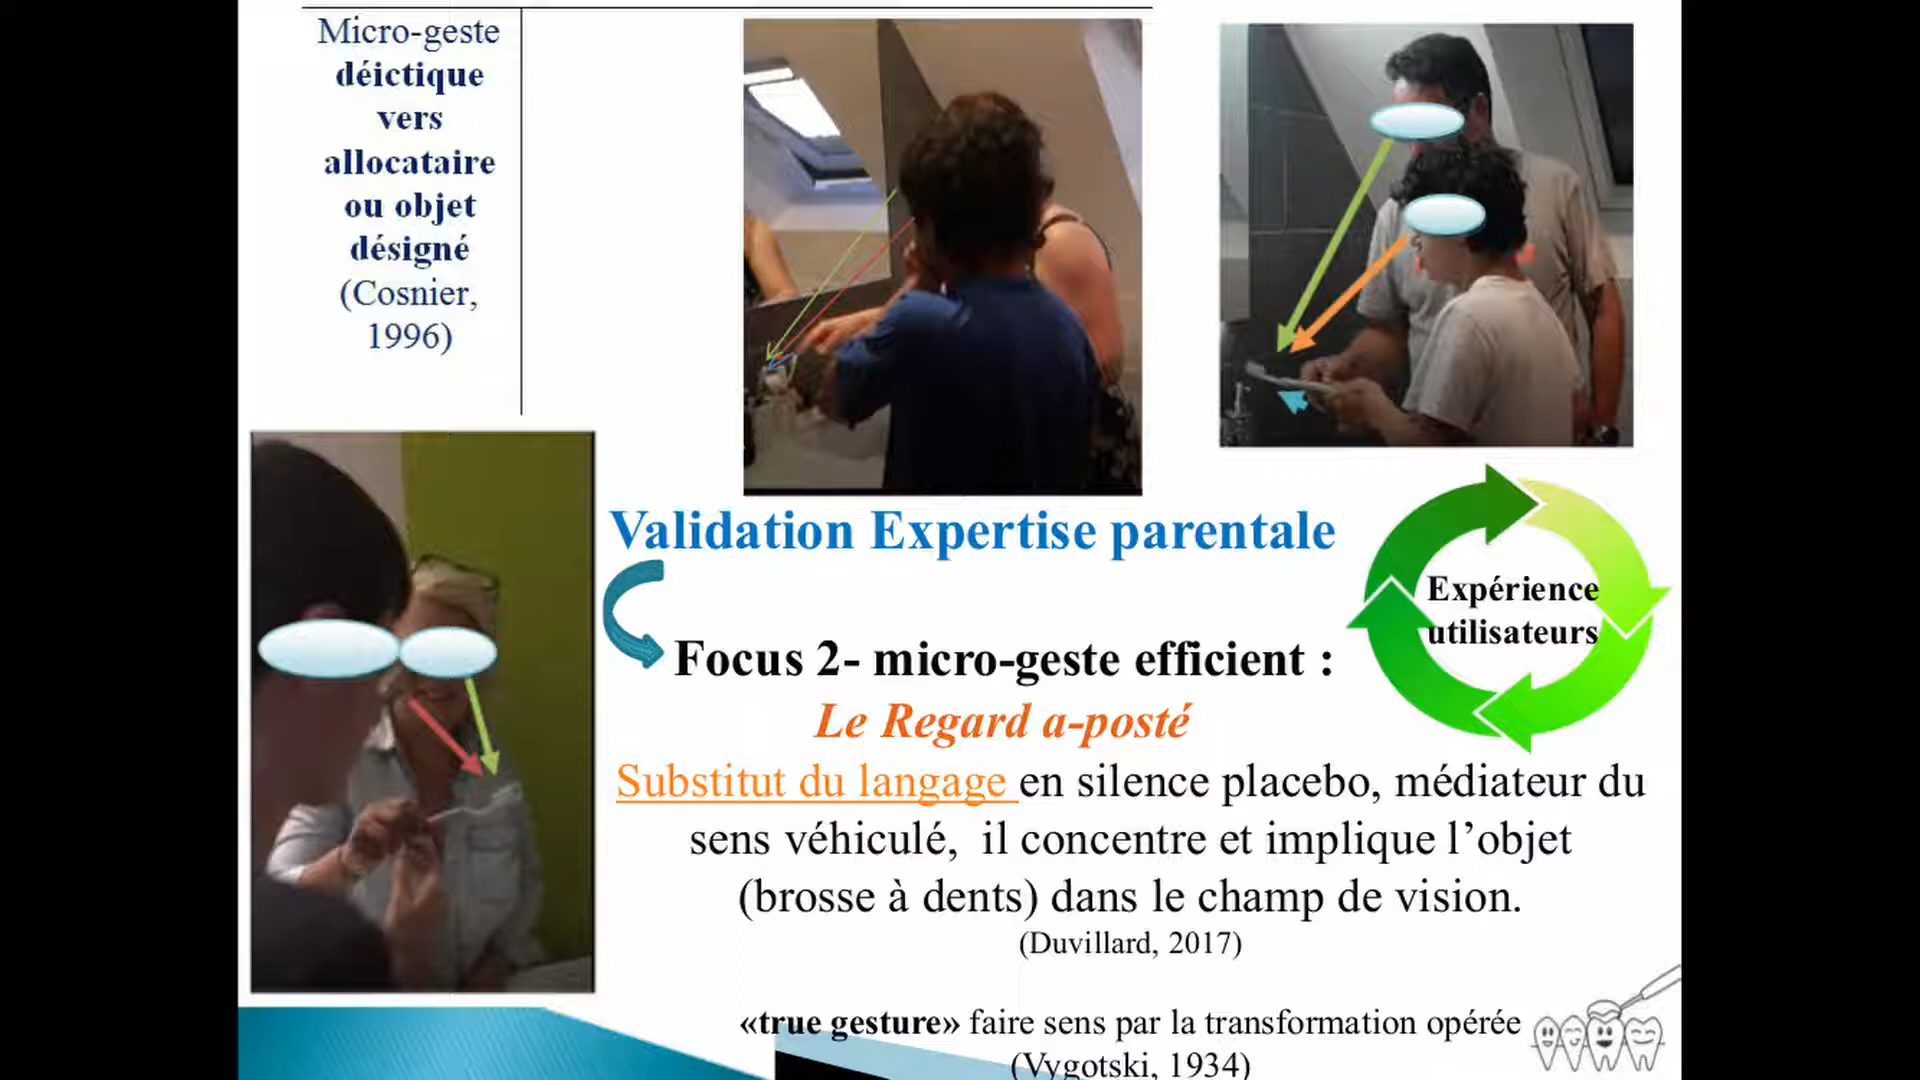 Micro-geste
déictique
vers
allocataire
ou objet
désigné
(Cosnier,
1996)
Validation Expertise parentale
Expérience
utilisateurs
Focus 2- micro-geste efficient :
Le Regard a-posté
Substitut du langage en silence placebo, médiateur du
sens véhiculé, il concentre et implique l’objet
(brosse à dents) dans le champ de vision.
(Duvillard, 2017)
«true gesture» faire sens par la transformation opérée
(Vygotski, 1934)